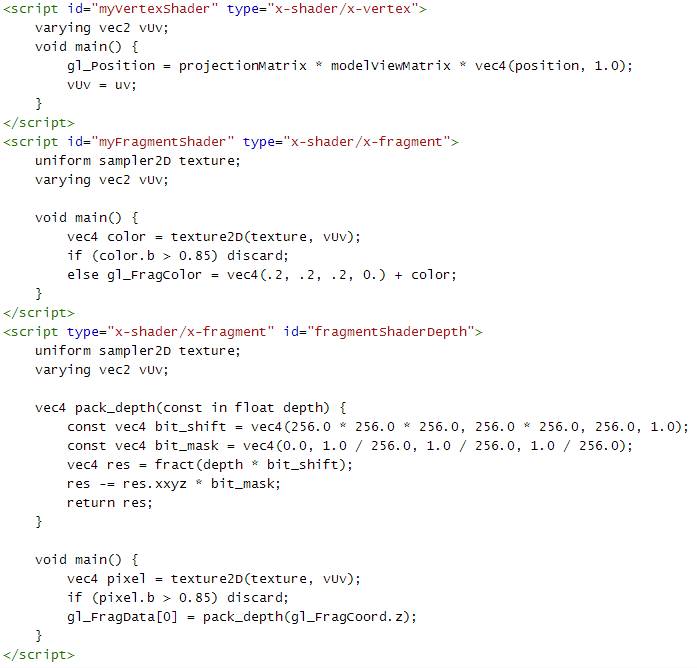 <script id="myVertexShader" type="x-shader/x-vertex">
    varying vec2 vUv;
    void main() {
        gl_Position = projectionMatrix * modelViewMatrix * vec4(position, 1.0);
        vUv = uv;
    }
</script>
<script id="myFragmentShader" type="x-shader/x-fragment">
    uniform sampler2D texture;
    varying vec2 vUv;

    void main() {
        vec4 color = texture2D(texture, vUv);
        if (color.b > 0.85) discard;
        else gl_FragColor = vec4(.2, .2, .2, 0.) + color;
    }
</script>
<script type="x-shader/x-fragment" id="fragmentShaderDepth">
    uniform sampler2D texture;
    varying vec2 vUv;

    vec4 pack_depth(const in float depth) {
        const vec4 bit_shift = vec4(256.0 * 256.0 * 256.0, 256.0 * 256.0, 256.0, 1.0);
        const vec4 bit_mask = vec4(0.0, 1.0 / 256.0, 1.0 / 256.0, 1.0 / 256.0);
        vec4 res = fract(depth * bit_shift);
        res -= res.xxyz * bit_mask;
        return res;
    }

    void main() {
        vec4 pixel = texture2D(texture, vUv);
        if (pixel.b > 0.85) discard;
        gl_FragData[0] = pack_depth(gl_FragCoord.z);
    }
</script>